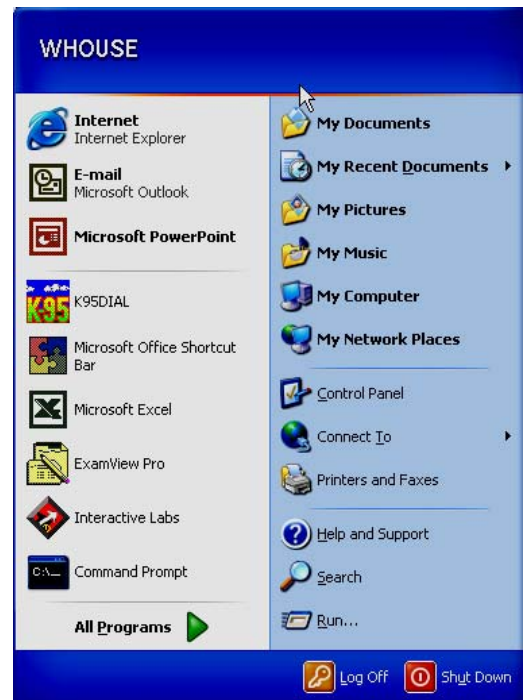 WHOUSE
Internet
Internet Explorer
E-mail
Microsoft Outlook
Microsoft PowerPoint
K95DIAL
Microsoft Office Shortcut
Bar
Microsoft Excel
ExamView Pro
Interactive Labs
Command Prompt
All Programs
My Documents
My Recent Documents
My Pictures
My Music
My Computer
My Network Places
Control Panel
Connect To
Printers and Faxes
Help and Support
Search
Run...
Log Off
Shut Down
K95
C:\_